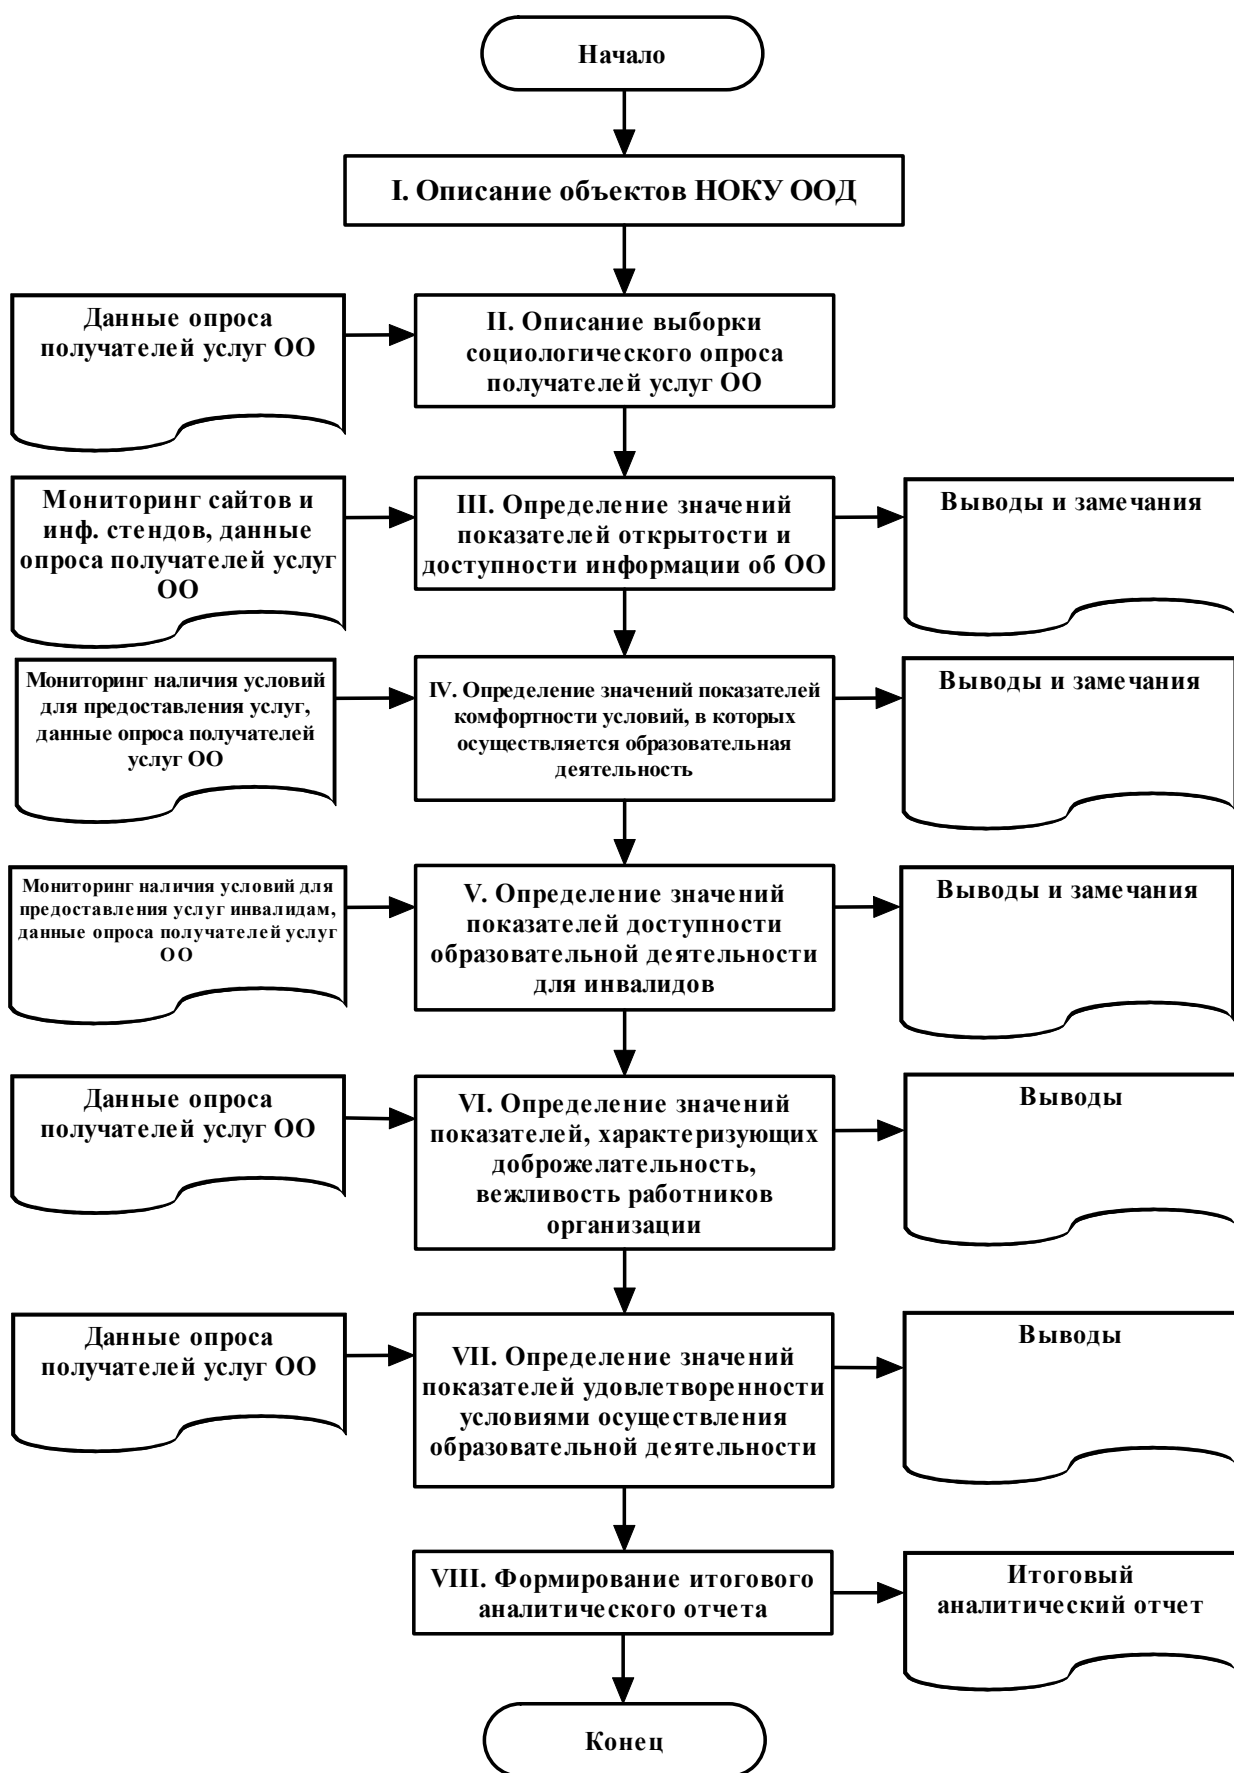 Начало
I. Описание объектов НОКУ ООД
Данные опроса
получателей услуг ОО
II. Описание выборки
социологического опроса
получателей услуг ОО
Мониторинг сайтов и
инф. стендов, данные
опроса получателей услуг
ОО
III. Определение значений
показателей открытости и
доступности информации об ОО
Выводы и замечания
Мониторинг наличия условий
для предоставления услуг,
данные опроса получателей
услуг ОО
IV. Определение значений показателей
комфортности условий, в которых
осуществляется образовательная
деятельность
Выводы и замечания
Мониторинг наличия условий для
предоставления услуг инвалидам,
данные опроса получателей услуг
ОО
V. Определение значений
показателей доступности
образовательной деятельности
для инвалидов
Выводы и замечания
Данные опроса
получателей услуг ОО
VI. Определение значений
показателей, характеризующих
доброжелательность,
вежливость работников
организации
Выводы
Данные опроса
получателей услуг ОО
VII. Определение значений
показателей удовлетворенности
условиями осуществления
образовательной деятельности
Выводы
VIII. Формирование итогового
аналитического отчета
Итоговый
аналитический отчет
Конец